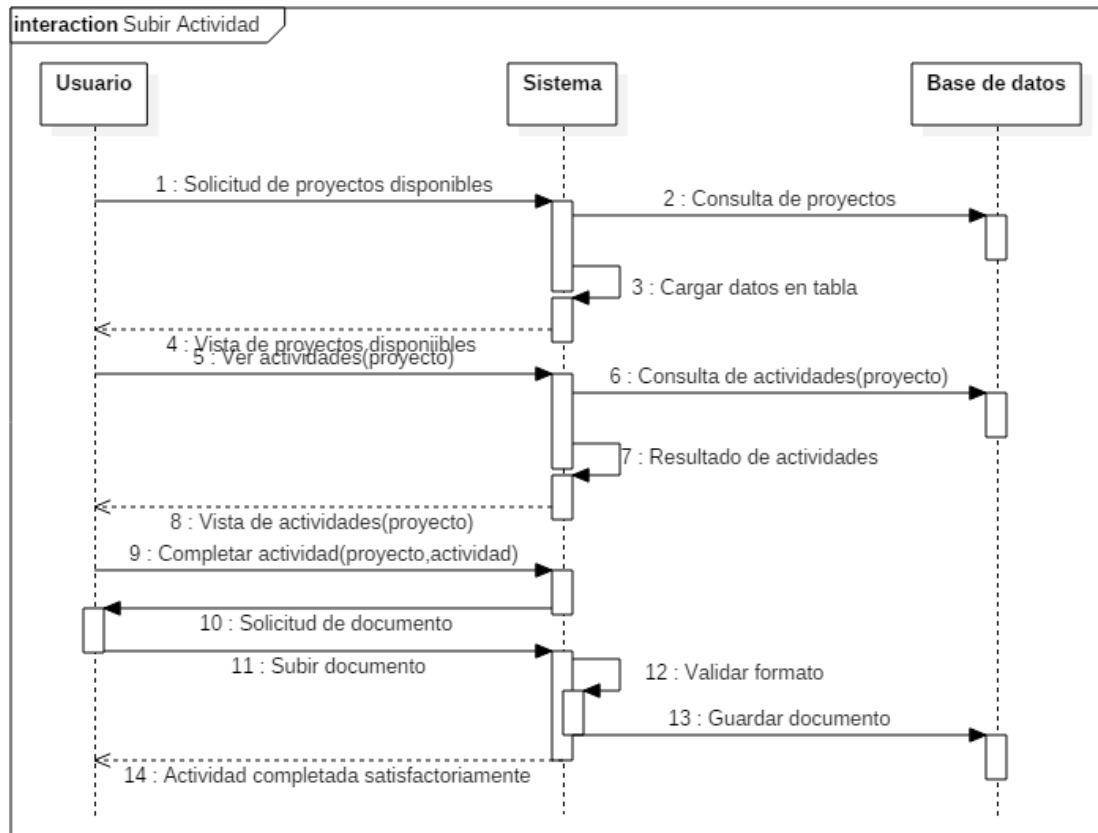 interaction Subir Actividad
Usuario
Sistema
Base de datos
1 : Solicitud de proyectos disponibles
2 : Consulta de proyectos
3 : Cargar datos en tabla
4 : Vista de proyectos disponiibles
5 : Ver actividades(proyecto)
6 : Consulta de actividades(proyecto)
7 : Resultado de actividades
8 : Vista de actividades(proyecto)
9 : Completar actividad(proyecto,actividad)
10 : Solicitud de documento
11 : Subir documento
12 : Validar formato
13 : Guardar documento
14 : Actividad completada satisfactoriamente